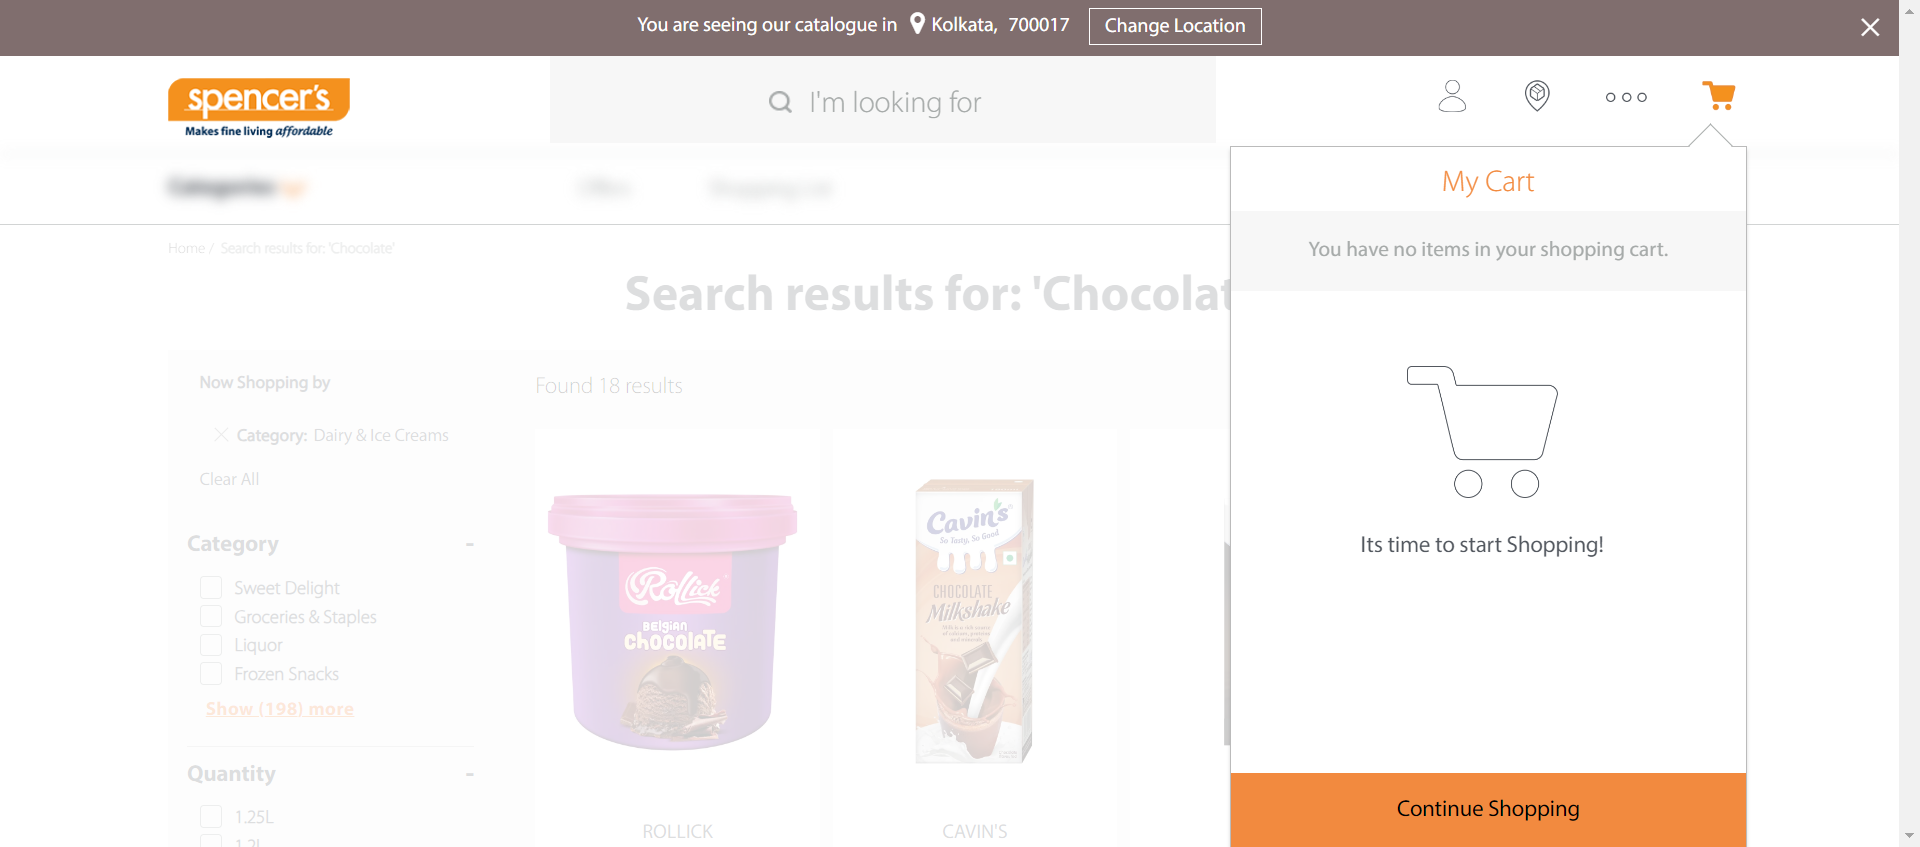 You are seeing our catalogue in Kolkata, 700017 Change Location
spencer's
Makes fine living affordable
I'm looking for
Categories
Offers
Shopping List
My Cart
You have no items in your shopping cart.
Its time to start Shopping!
Continue Shopping
Home / Search results for: 'Chocolate'
Search results for: 'Chocolat
Now Shopping by
Category: Dairy & Ice Creams
Clear All
Category -
Sweet Delight
Groceries & Staples
Liquor
Frozen Snacks
Show (198) more
Quantity -
1.25L
1.2L
Found 18 results
Rollick
BELGIAN
CHOCOLATE
ROLLICK
Cavin's
So Tasty, So Good
CHOCOLATE
Milkshake
CAVIN'S